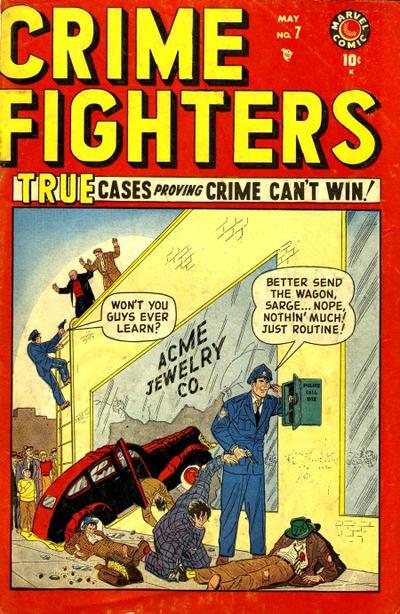 CRIME
FIGHTERS
MAY
NO. 7
MARVEL
COMIC
10¢
K
TRUE CASES PROVING CRIME CAN'T WIN!
WON'T YOU
GUYS EVER
LEARN?
BETTER SEND
THE WAGON,
SARGE... NOPE,
NOTHIN' MUCH!
JUST ROUTINE!
ACME
JEWELRY
CO.
POLICE
CALL
BOX